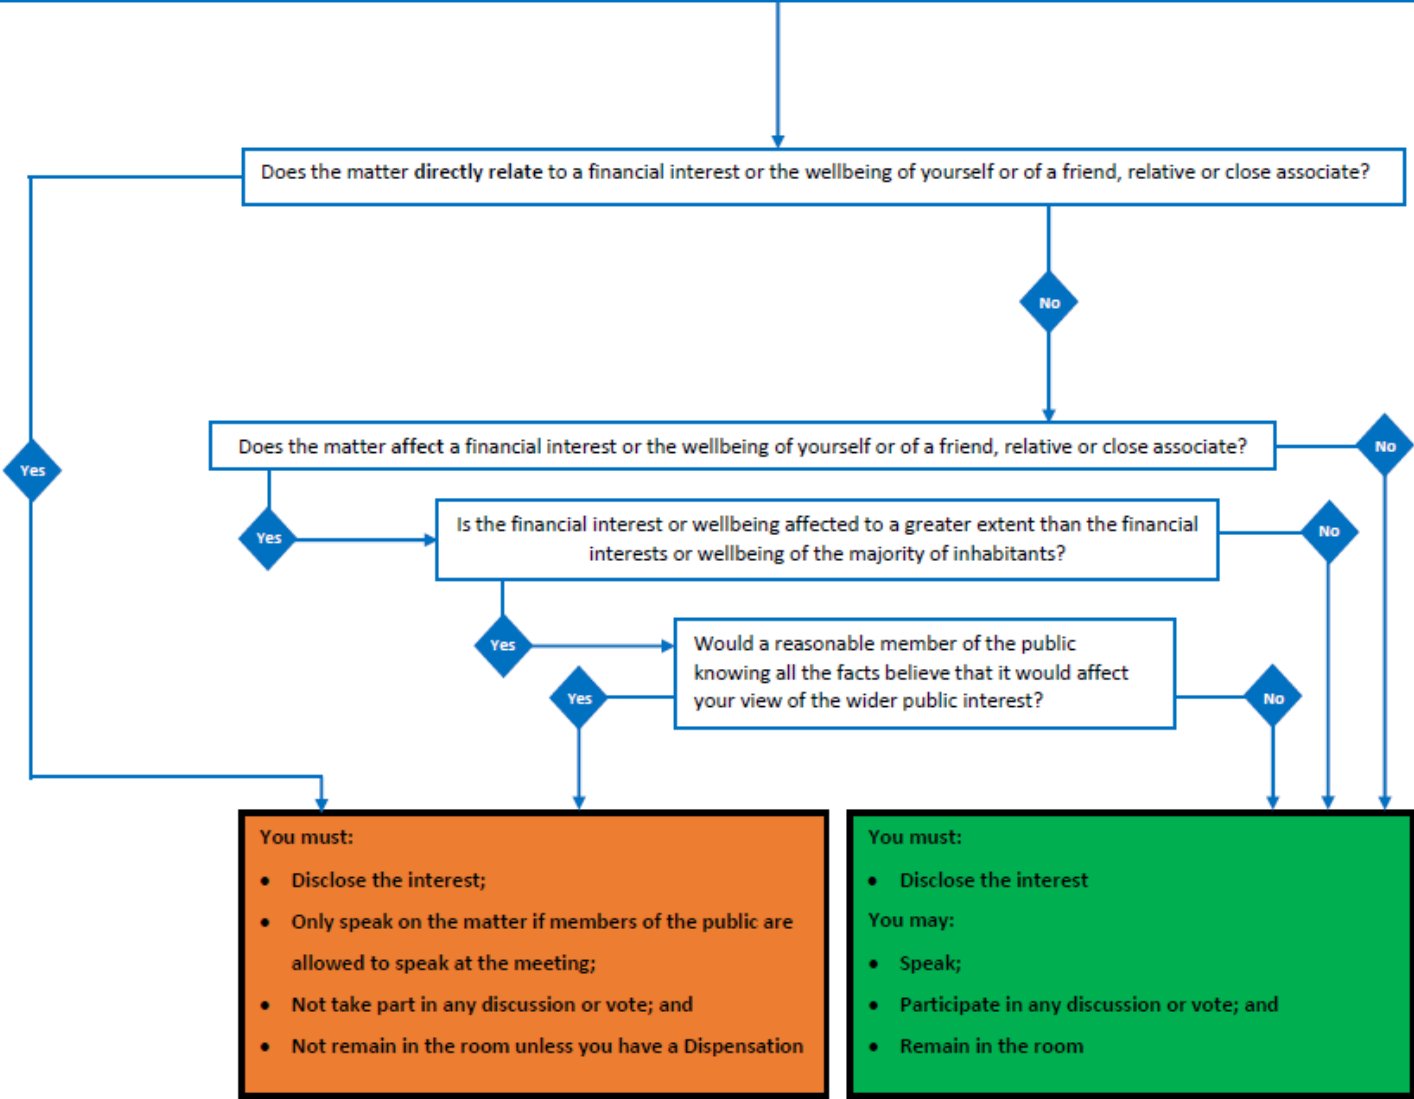 Does the matter directly relate to a financial interest or the wellbeing of yourself or of a friend, relative or close associate?
No
Yes
Does the matter affect a financial interest or the wellbeing of yourself or of a friend, relative or close associate?
No
Yes
Is the financial interest or wellbeing affected to a greater extent than the financial
interests or wellbeing of the majority of inhabitants?
No
Yes
Would a reasonable member of the public
knowing all the facts believe that it would affect
your view of the wider public interest?
Yes
No
You must:
• Disclose the interest;
• Only speak on the matter if members of the public are
allowed to speak at the meeting;
• Not take part in any discussion or vote; and
• Not remain in the room unless you have a Dispensation
You must:
• Disclose the interest
You may:
• Speak;
• Participate in any discussion or vote; and
• Remain in the room